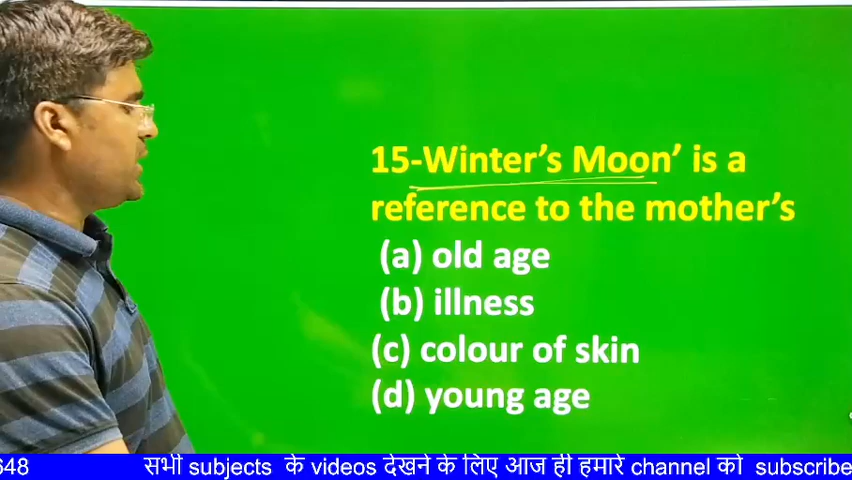 15-Winter's Moon' is a
reference to the mother's
(a) old age
(b) illness
(c) colour of skin
(d) young age
648 सभी subjects के videos देखने के लिए आज ही हमारे channel को subscribe